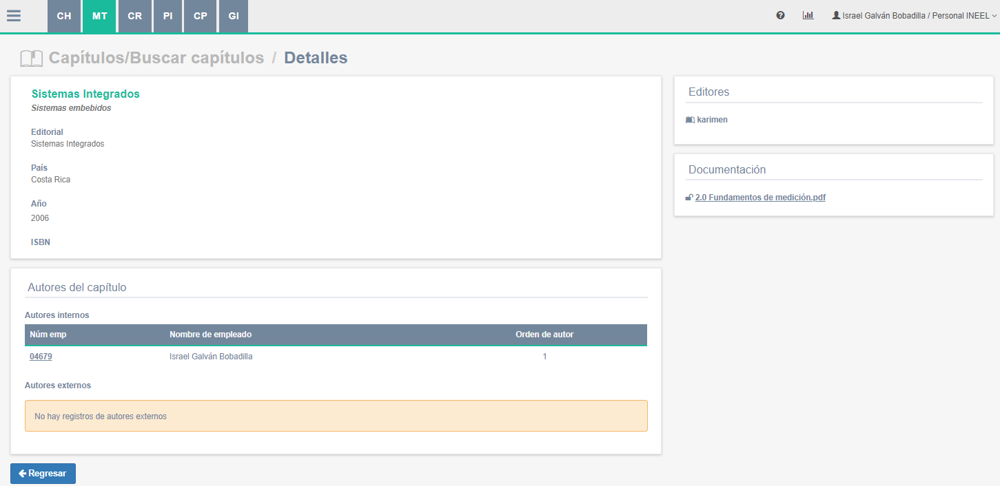 CH MT CR PI CP GI
Israel Galván Bobadilla / Personal INEEL
Capítulos/Buscar capítulos / Detalles
Sistemas Integrados
Sistemas embebidos
Editorial
Sistemas Integrados
País
Costa Rica
Año
2006
ISBN
Editores
karimen
Documentación
2.0 Fundamentos de medición.pdf
Autores del capítulo
Autores internos
Núm emp Nombre de empleado Orden de autor
04679 Israel Galván Bobadilla 1
Autores externos
No hay registros de autores externos
Regresar